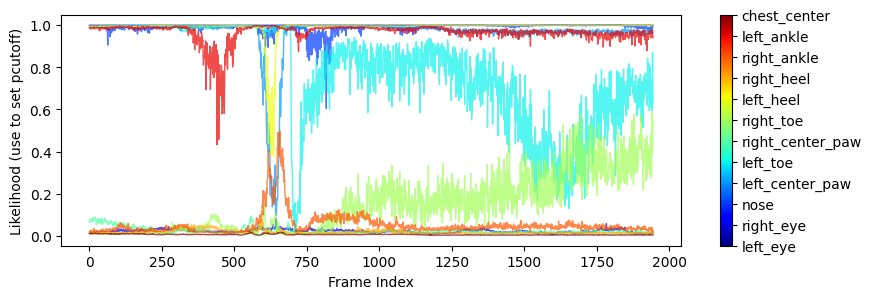 Likelihood (use to set pcutoff)
1.0
0.8
0.6
0.4
0.2
0.0
0 250 500 750 1000 1250 1500 1750 2000
Frame Index
chest_center
left_ankle
right_ankle
right_heel
left_heel
right_toe
right_center_paw
left_toe
left_center_paw
nose
right_eye
left_eye